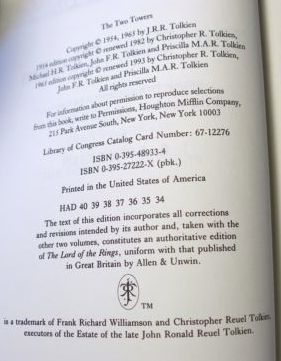 The Two Towers
Copyright © 1954, 1965 by J.R.R. Tolkien
1954 edition copyright © renewed 1982 by Christopher R. Tolkien,
Michael H.R. Tolkien, John F.R. Tolkien and Priscilla M.A.R. Tolkien
1965 edition copyright © renewed 1993 by Christopher R. Tolkien,
John F.R. Tolkien and Priscilla M.A.R. Tolkien
All rights reserved
For information about permission to reproduce selections
from this book, write to Permissions, Houghton Mifflin Company,
215 Park Avenue South, New York, New York 10003
Library of Congress Catalog Card Number: 67-12276
ISBN 0-395-48933-4
ISBN 0-395-27222-X (pbk.)
Printed in the United States of America
HAD 40 39 38 37 36 35 34
The text of this edition incorporates all corrections
and revisions intended by its author and, taken with the
other two volumes, constitutes an authoritative edition
of The Lord of the Rings, uniform with that published
in Great Britain by Allen & Unwin.
TM
is a trademark of Frank Richard Williamson and Christopher Reuel Tolkien,
executors of the Estate of the late John Ronald Reuel Tolkien.